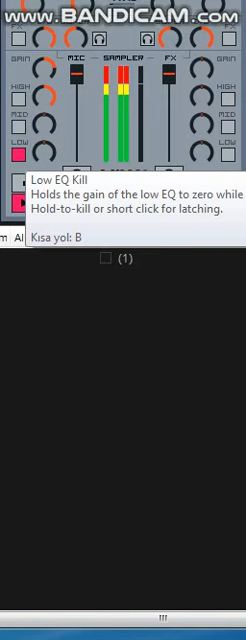 www.BANDICAM.com
FX
FX
MIC
SAMPLER
FX
GAIN
GAIN
HIGH
HIGH
MID
MID
LOW
LOW
Low EQ Kill
Holds the gain of the low EQ to zero while
Hold-to-kill or short click for latching.
Kısa yol: B
(1)